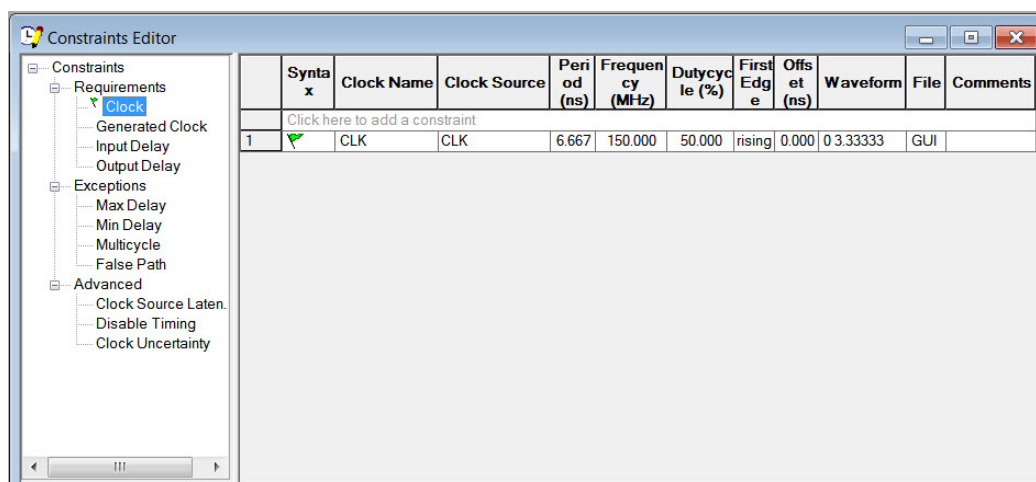 Constraints Editor
Constraints
Requirements
Clock
Generated Clock
Input Delay
Output Delay
Exceptions
Max Delay
Min Delay
Multicycle
False Path
Advanced
Clock Source Laten.
Disable Timing
Clock Uncertainty
Synta x Clock Name Clock Source Peri od (ns) Frequen cy (MHz) Dutycyc le (%) First Edg e Offs et (ns) Waveform File Comments
Click here to add a constraint
1 CLK CLK 6.667 150.000 50.000 rising 0.000 0 3.33333 GUI